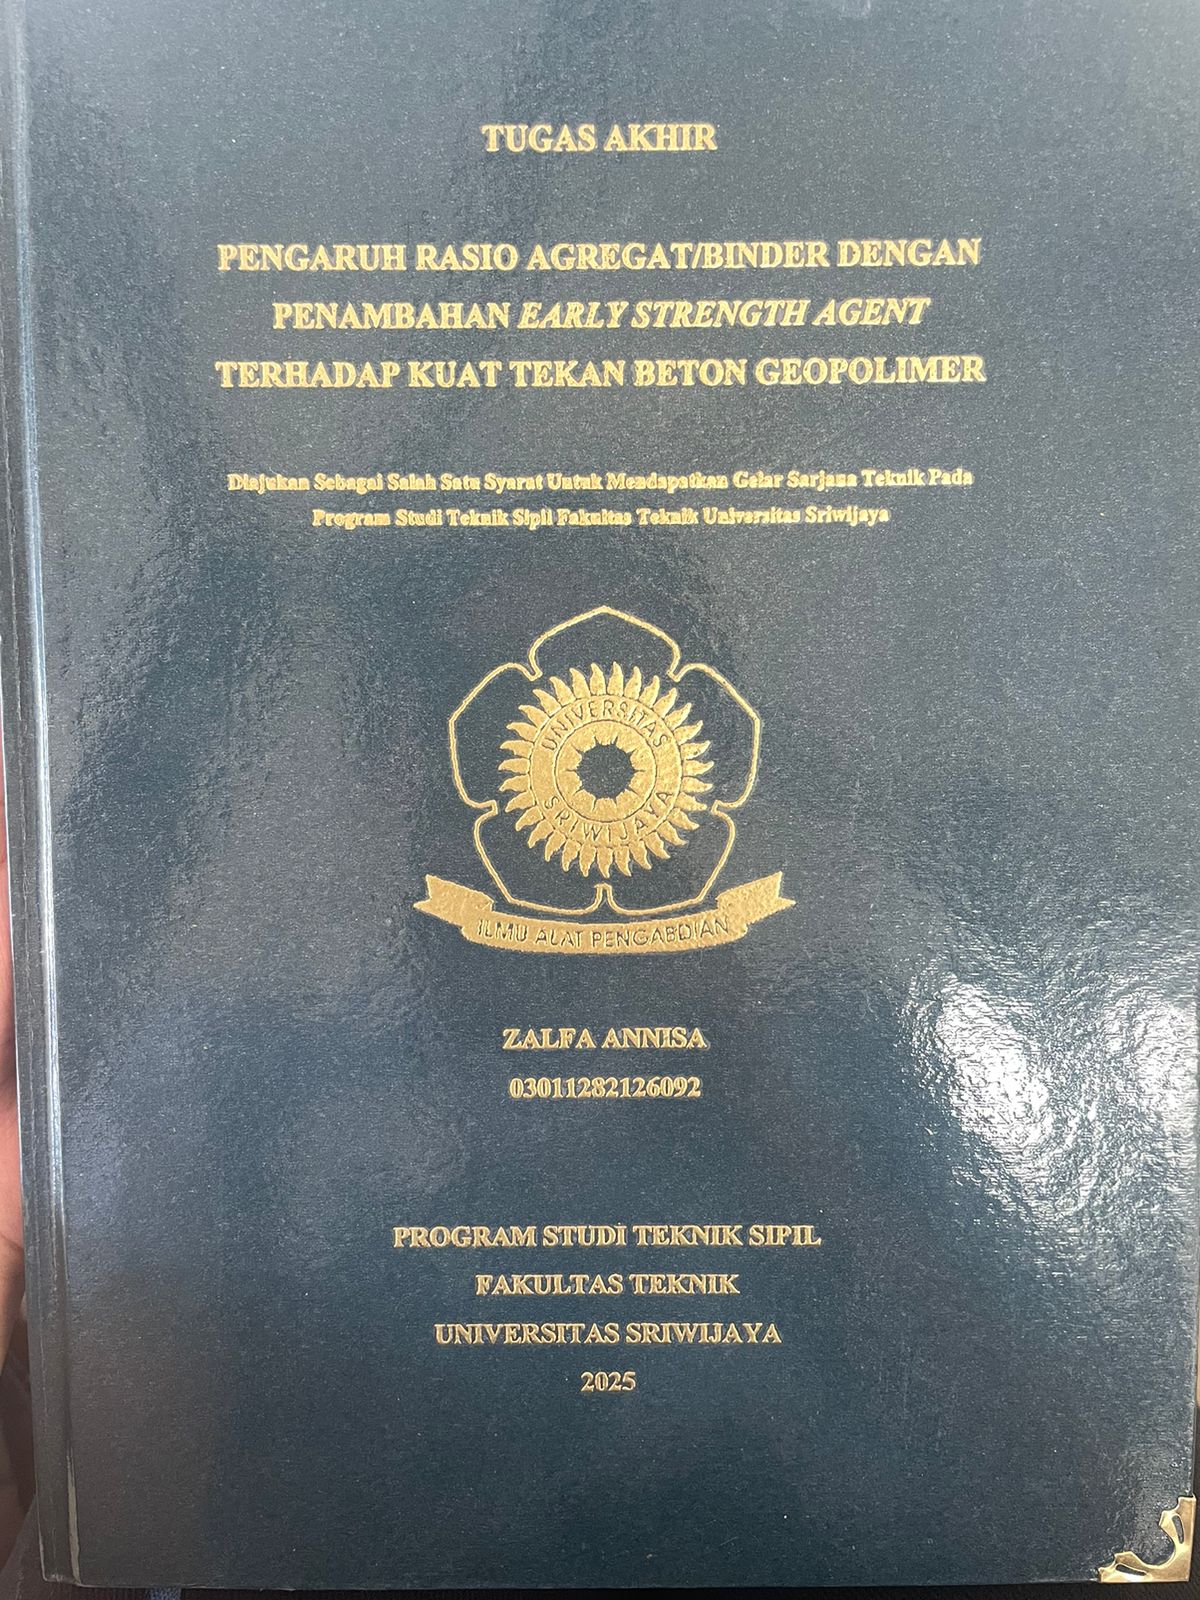 TUGAS AKHIR
PENGARUH RASIO AGREGAT/BINDER DENGAN
PENAMBAHAN EARLY STRENGTH AGENT
TERHADAP KUAT TEKAN BETON GEOPOLIMER
Diajukan Sebagai Salah Satu Syarat Untuk Mendapatkan Gelar Sarjana Teknik Pada
Program Studi Teknik Sipil Fakultas Teknik Universitas Sriwijaya
UNIVERSITAS
SRIWIJAYA
ILMU ALAT PENGABDIAN
ZALFA ANNISA
03011282126092
PROGRAM STUDI TEKNIK SIPIL
FAKULTAS TEKNIK
UNIVERSITAS SRIWIJAYA
2025